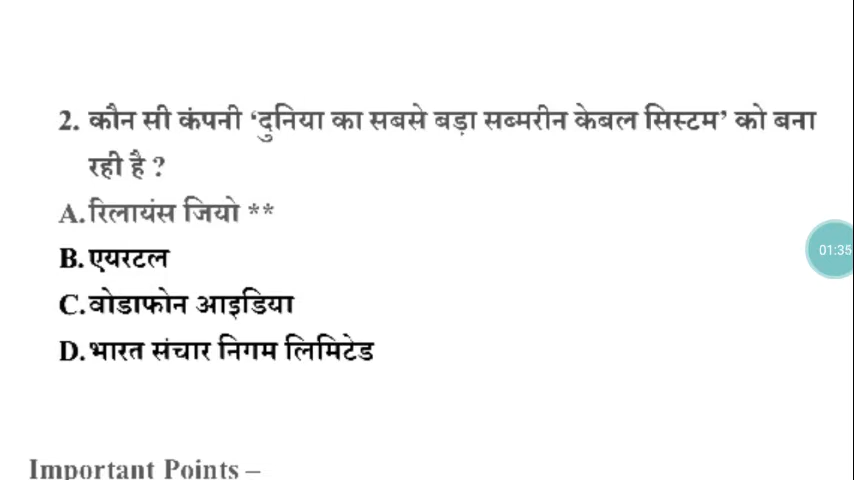 2. कौन सी कंपनी ‘दुनिया का सबसे बड़ा सब्मरीन केबल सिस्टम’ को बना
रही है ?
A. रिलायंस जियो **
B. एयरटल
C. वोडाफोन आइडिया
D. भारत संचार निगम लिमिटेड
01:35
Important Points –